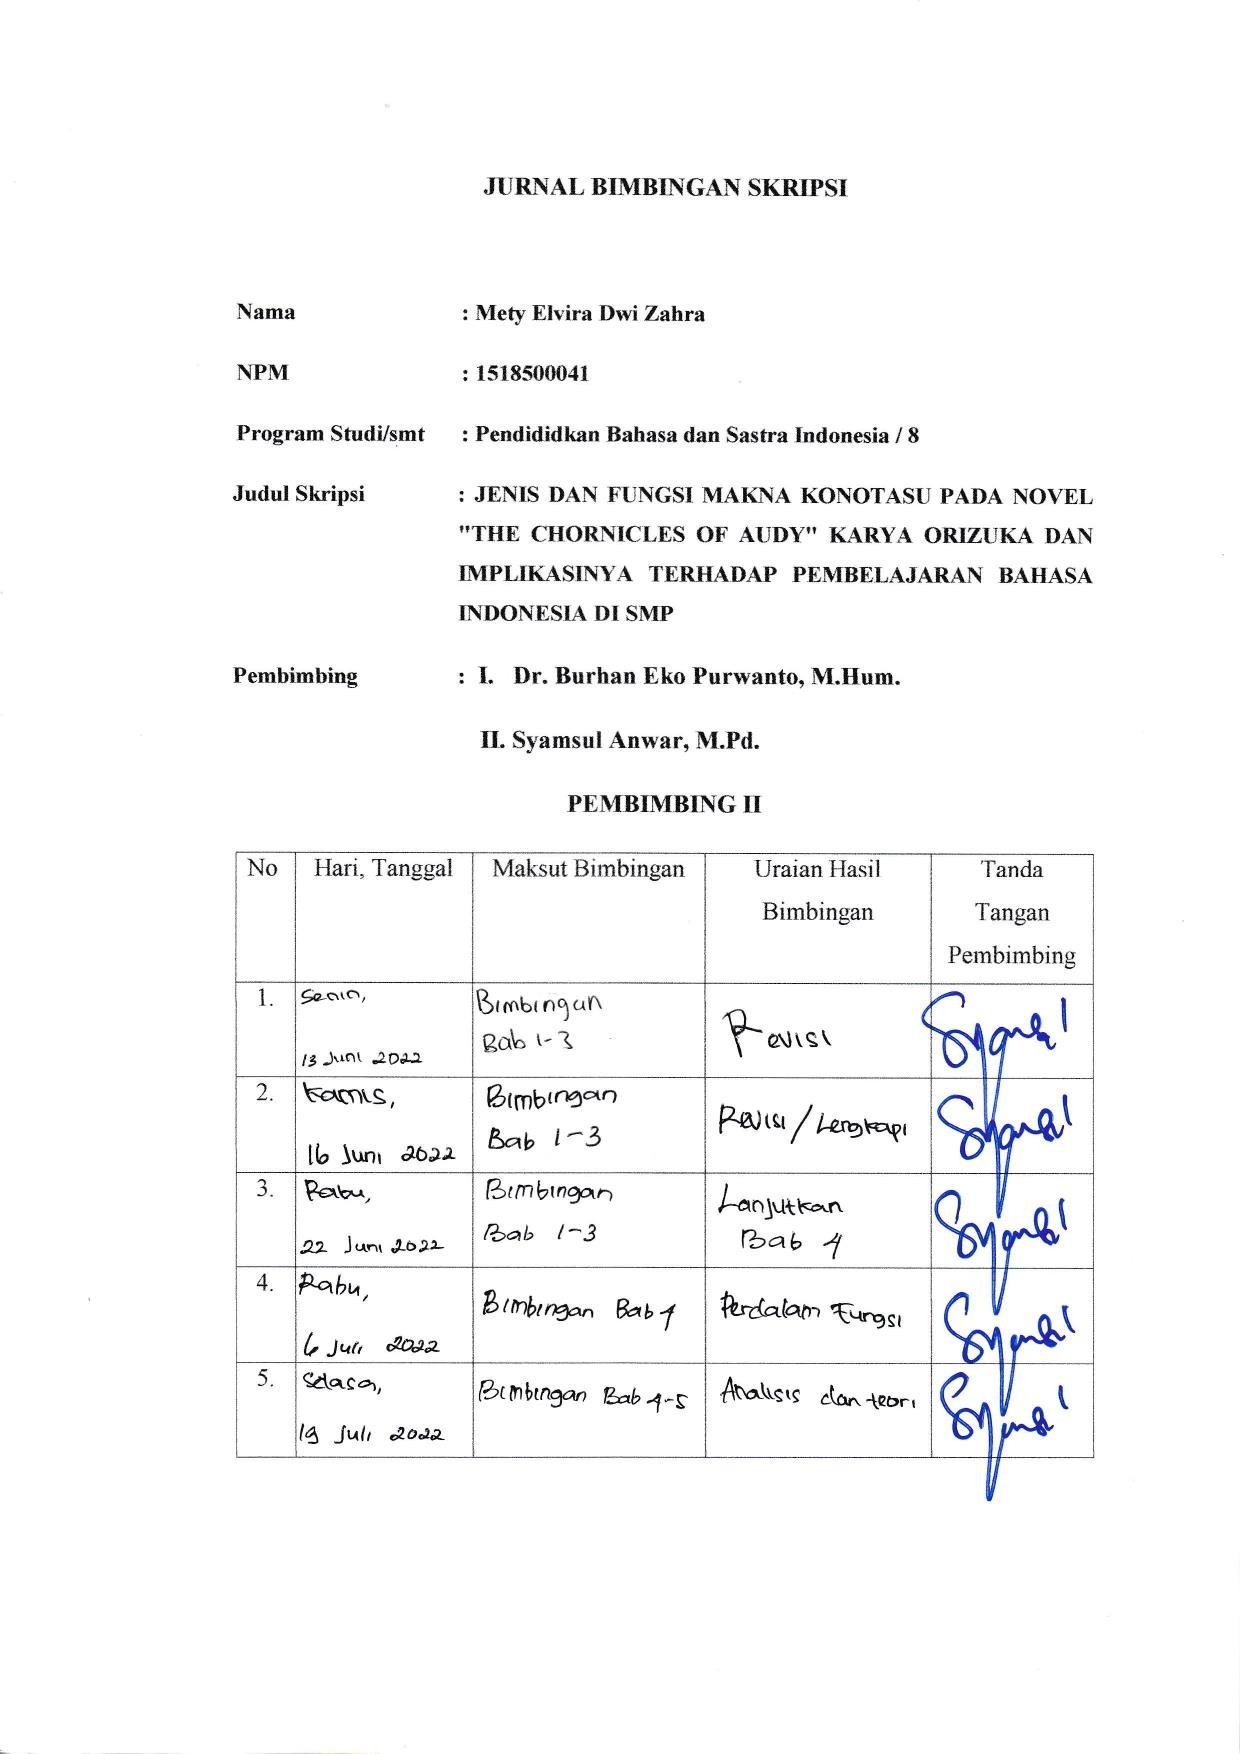 JURNAL BIMBINGAN SKRIPSI
Nama : Mety Elvira Dwi Zahra
NPM : 1518500041
Program Studi/smt : Pendididkan Bahasa dan Sastra Indonesia / 8
Judul Skripsi : JENIS DAN FUNGSI MAKNA KONOTASU PADA NOVEL
"THE CHORNICLES OF AUDY" KARYA ORIZUKA DAN
IMPLIKASINYA TERHADAP PEMBELAJARAN BAHASA
INDONESIA DI SMP
Pembimbing : I. Dr. Burhan Eko Purwanto, M.Hum.
II. Syamsul Anwar, M.Pd.
PEMBIMBING II
No Hari, Tanggal Maksut Bimbingan Uraian Hasil Tanda
Bimbingan Tangan
Pembimbing
1. Senin, Bimbingan
Bab 1-3 Revisi
13 Juni 2022
2. Kamis, Bimbingan
Bab 1-3 Revisi/Lengkapi
16 Juni 2022
3. Rabu, Bimbingan Lanjutkan
Bab 1-3 Bab 4
22 Juni 2022
4. Rabu, Bimbingan Bab 4 Perdalam Fungsi
6 Juli 2022
5. Selasa, Bimbingan Bab 4-5 Analisis dan teori
19 Juli 2022